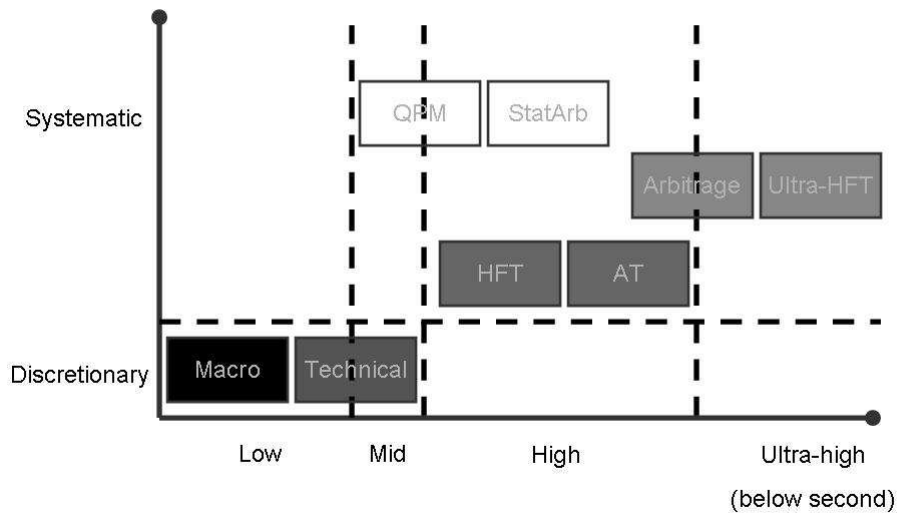 Systematic
QPM
StatArb
Arbitrage
Ultra-HFT
HFT
AT
Discretionary
Macro
Technical
Low
Mid
High
Ultra-high
(below second)